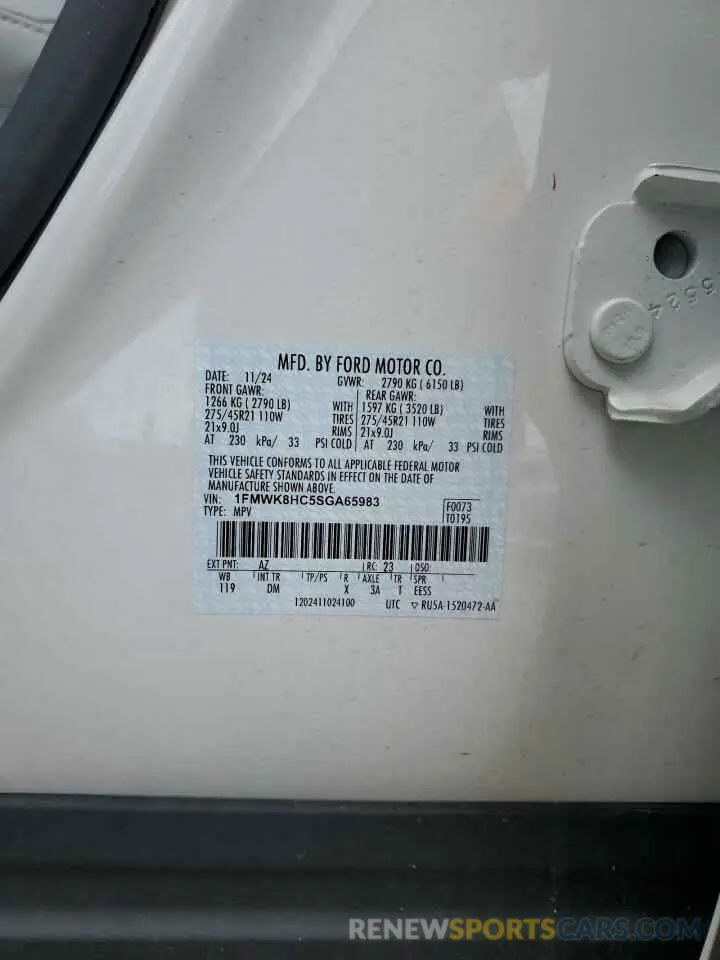 MFD. BY FORD MOTOR CO.
DATE: 11/24 GVWR: 2790 KG ( 6150 LB)
FRONT GAWR: REAR GAWR:
1266 KG ( 2790 LB) WITH 1597 KG ( 3520 LB) WITH
275/45R21 110W TIRES 275/45R21 110W TIRES
21x9.0J RIMS 21x9.0J RIMS
AT 230 kPa/ 33 PSI COLD AT 230 kPa/ 33 PSI COLD
THIS VEHICLE CONFORMS TO ALL APPLICABLE FEDERAL MOTOR
VEHICLE SAFETY STANDARDS IN EFFECT ON THE DATE OF
MANUFACTURE SHOWN ABOVE.
VIN: 1FMWK8HC5SGA65983
TYPE: MPV
F0073
T0195
EXT PNT: AZ RC: 23 DSO:
WB INT TR TP/PS R AXLE TR SPR
119 DM X 3A T EESS
1202411024100 UTC ▽ RU5A-1520472-AA
5524
RENEWSPORTSCARS.COM